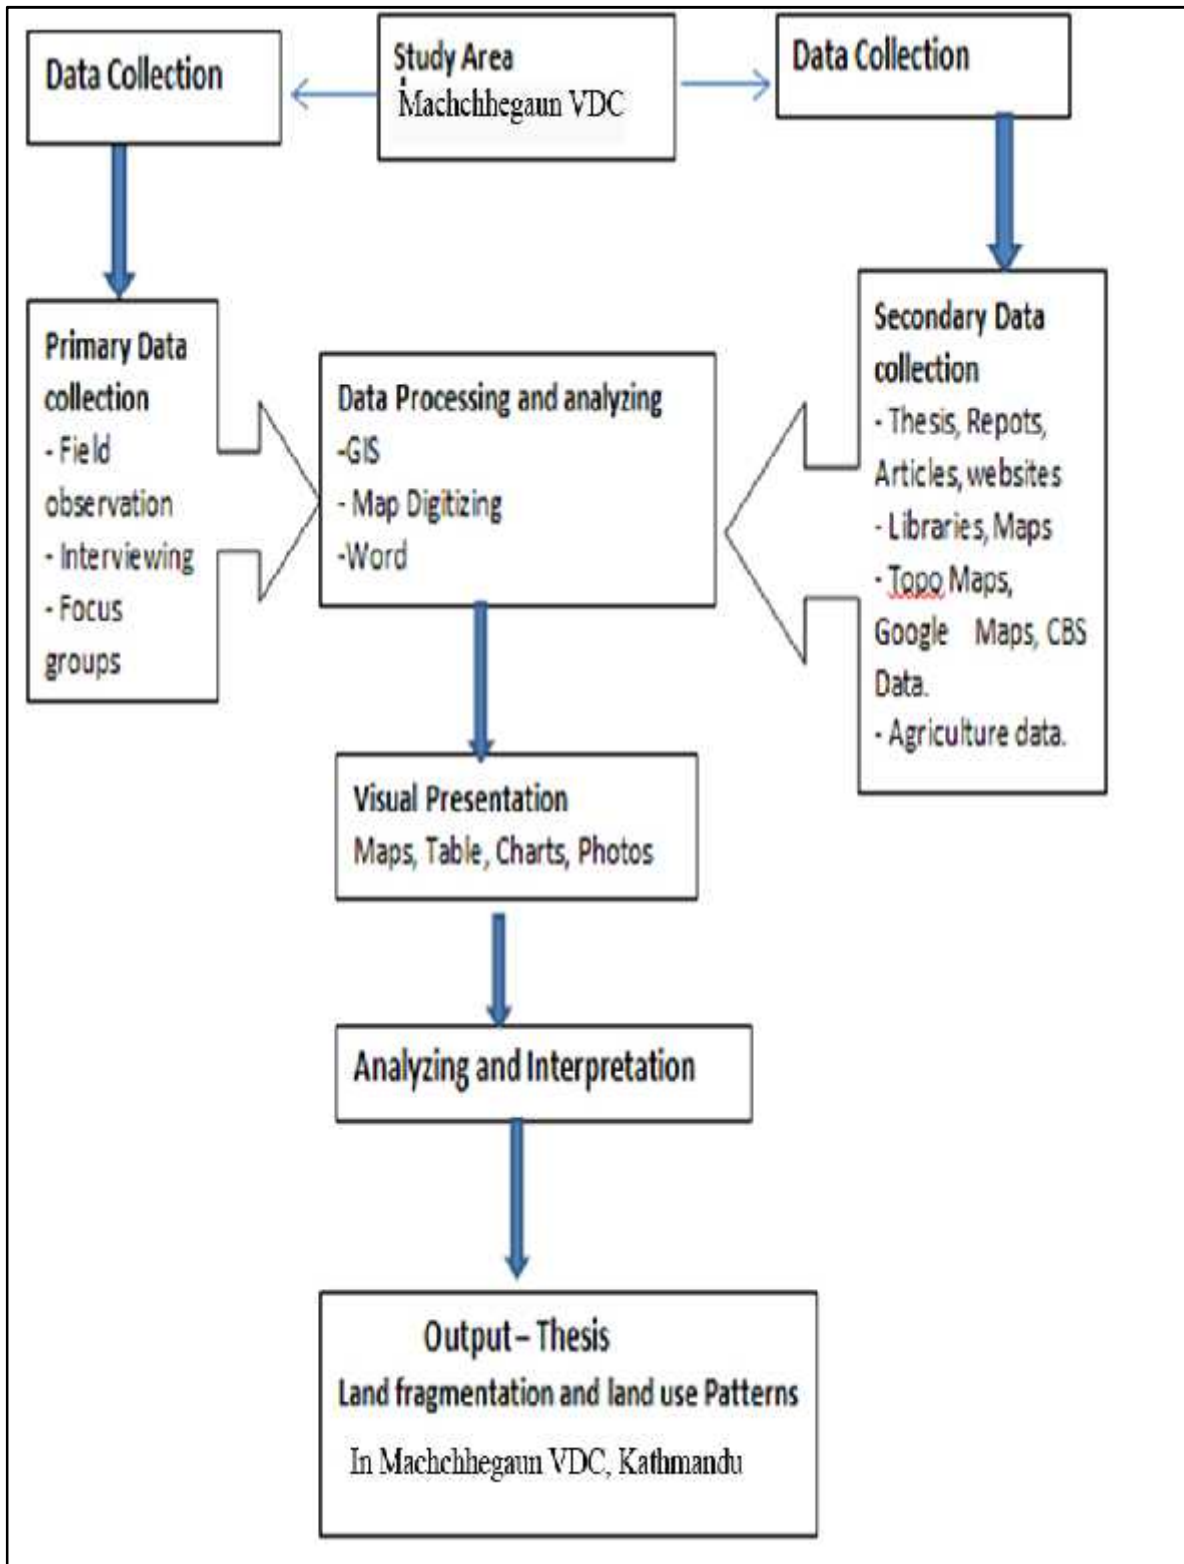 Data Collection
Study Area
Machchhegaun VDC
Data Collection
Primary Data
collection
- Field
observation
- Interviewing
- Focus
groups
Data Processing and analyzing
-GIS
- Map Digitizing
-Word
Secondary Data
collection
- Thesis, Repots,
Articles, websites
- Libraries, Maps
- Topo Maps,
Google Maps, CBS
Data.
- Agriculture data.
Visual Presentation
Maps, Table, Charts, Photos
Analyzing and Interpretation
Output – Thesis
Land fragmentation and land use Patterns
In Machchhegaun VDC, Kathmandu